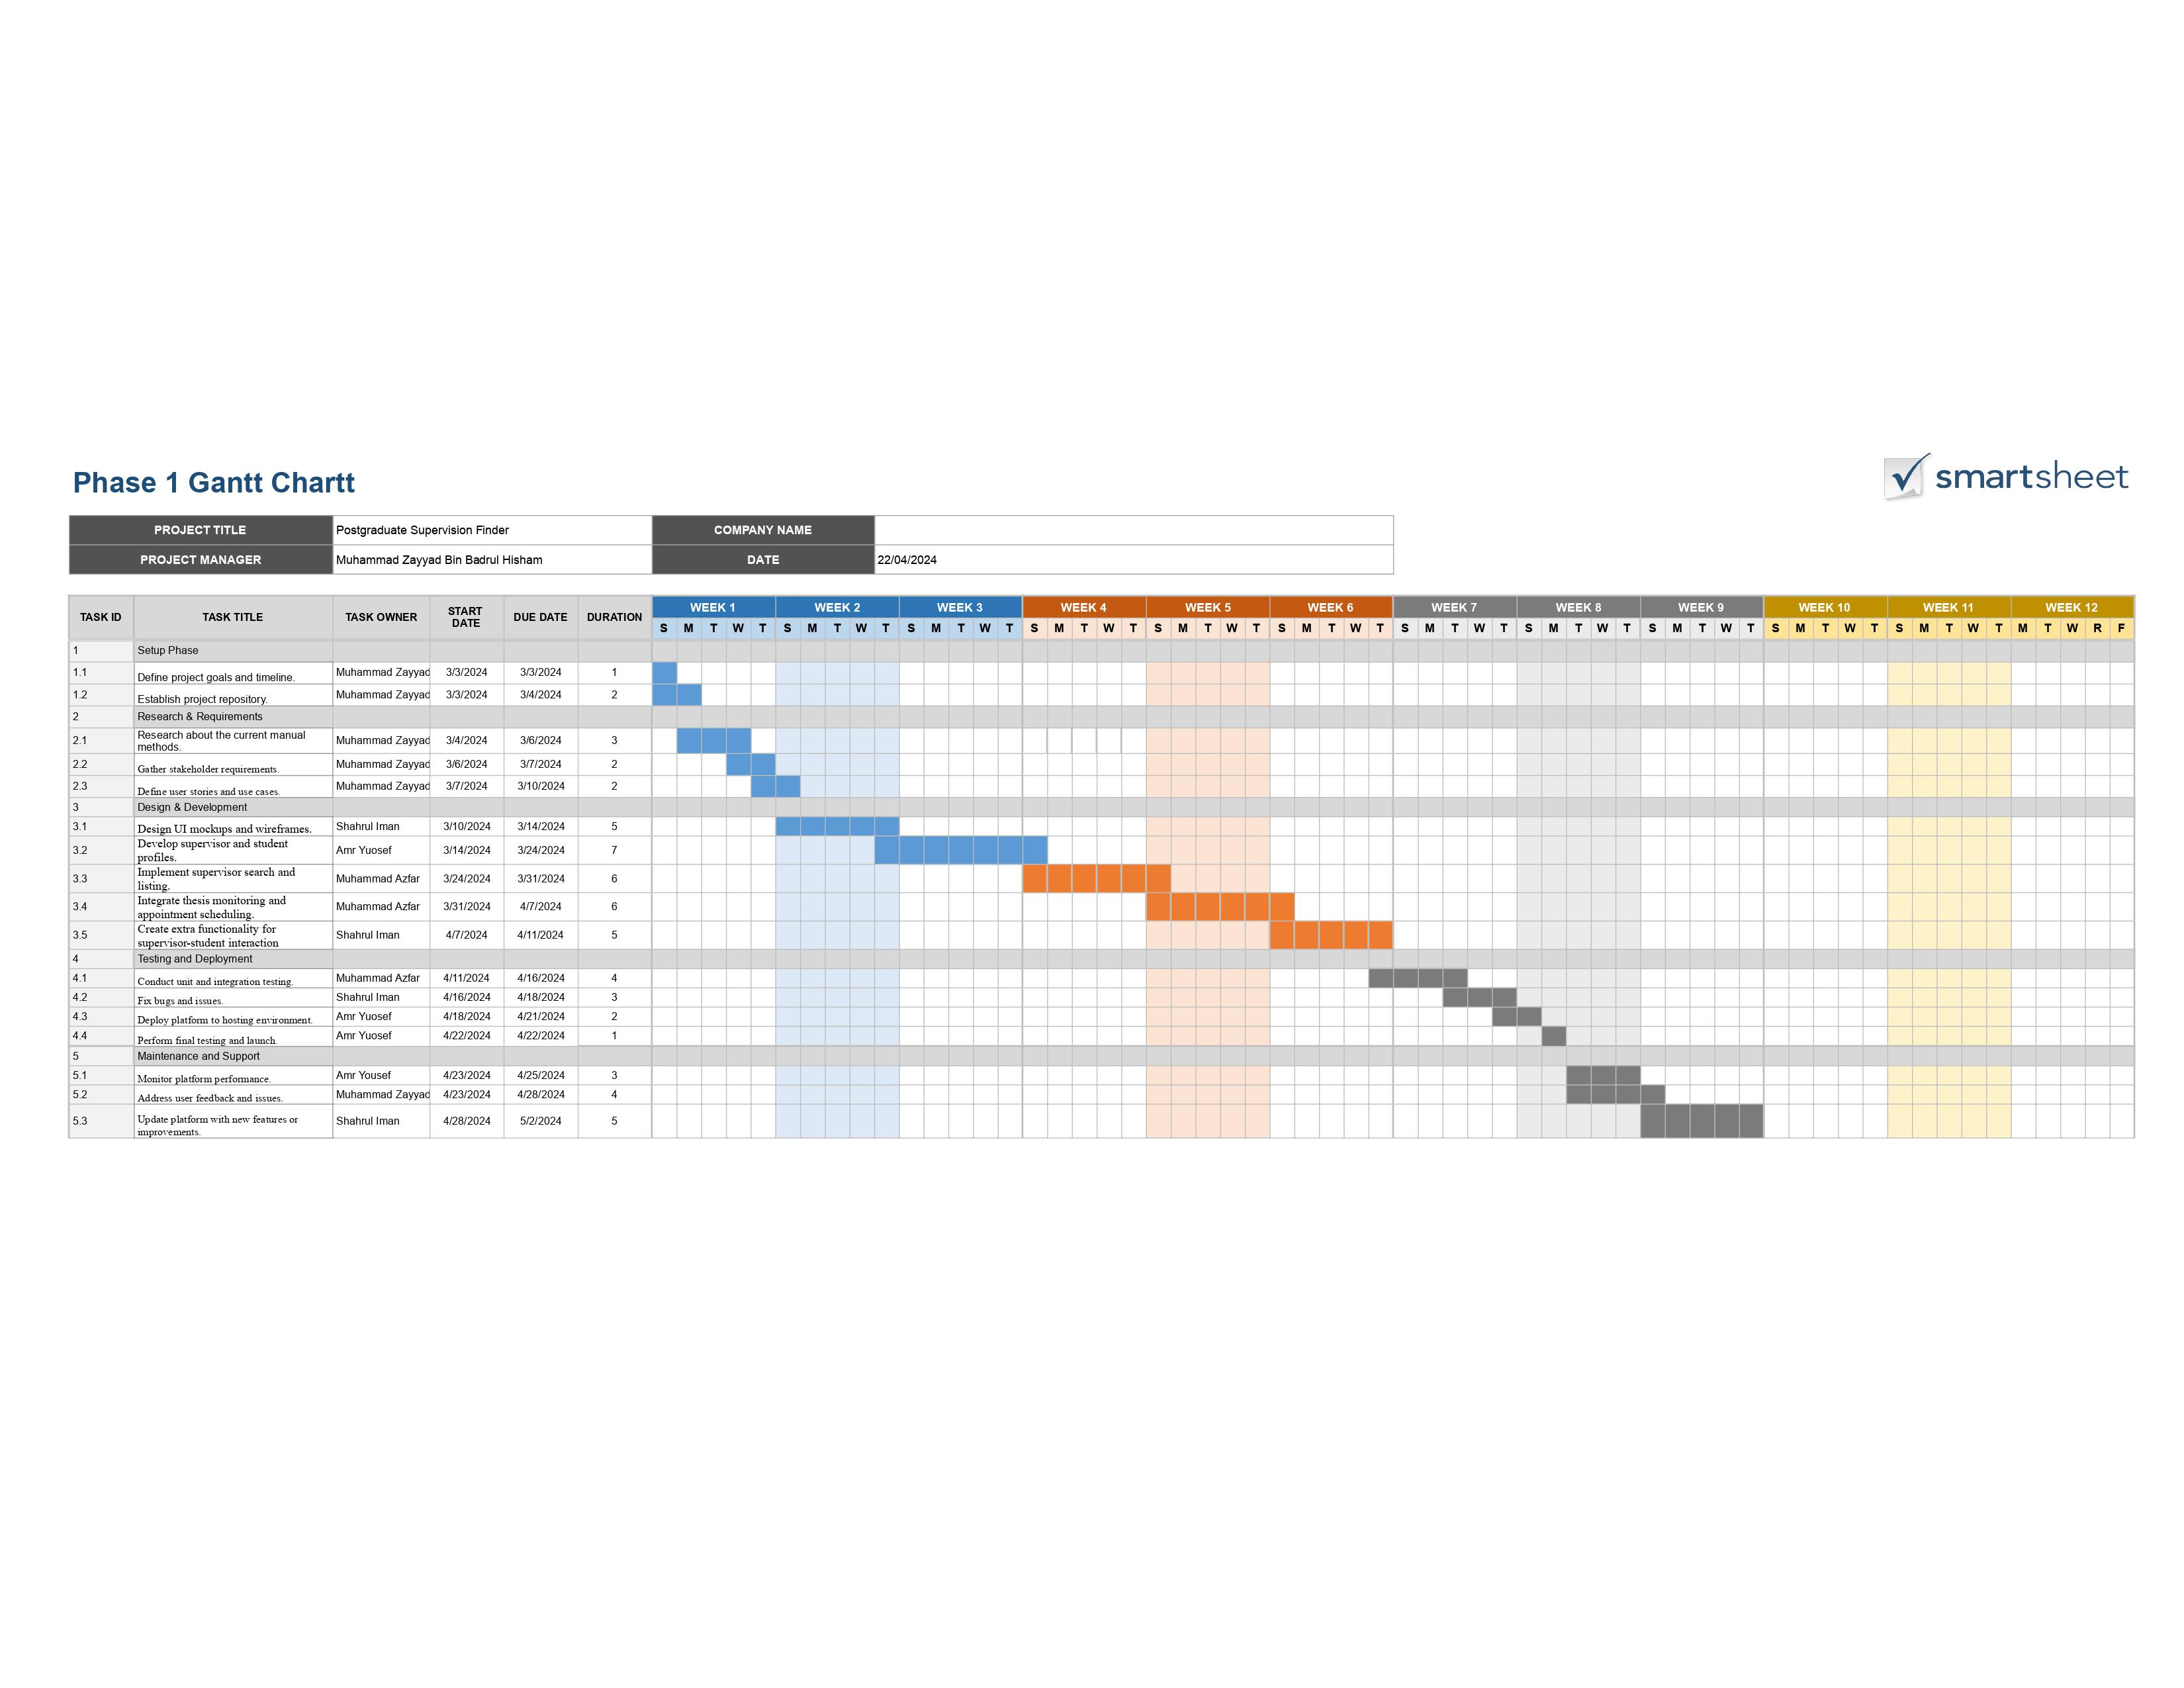 Phase 1 Gantt Chartt
smartsheet
PROJECT TITLE Postgraduate Supervision Finder COMPANY NAME
PROJECT MANAGER Muhammad Zayyad Bin Badrul Hisham DATE 22/04/2024
TASK ID TASK TITLE TASK OWNER START DATE DUE DATE DURATION WEEK 1 WEEK 2 WEEK 3 WEEK 4 WEEK 5 WEEK 6 WEEK 7 WEEK 8 WEEK 9 WEEK 10 WEEK 11 WEEK 12
S M T W T S M T W T S M T W T S M T W T S M T W T S M T W T S M T W T S M T W T S M T W T S M T W T S M T W T M T W R F
1 Setup Phase
1.1 Define project goals and timeline. Muhammad Zayyad 3/3/2024 3/3/2024 1
1.2 Establish project repository. Muhammad Zayyad 3/3/2024 3/4/2024 2
2 Research & Requirements
2.1 Research about the current manual methods. Muhammad Zayyad 3/4/2024 3/6/2024 3
2.2 Gather stakeholder requirements. Muhammad Zayyad 3/6/2024 3/7/2024 2
2.3 Define user stories and use cases. Muhammad Zayyad 3/7/2024 3/10/2024 2
3 Design & Development
3.1 Design UI mockups and wireframes. Shahrul Iman 3/10/2024 3/14/2024 5
3.2 Develop supervisor and student profiles. Amr Yuosef 3/14/2024 3/24/2024 7
3.3 Implement supervisor search and listing. Muhammad Azfar 3/24/2024 3/31/2024 6
3.4 Integrate thesis monitoring and appointment scheduling. Muhammad Azfar 3/31/2024 4/7/2024 6
3.5 Create extra functionality for supervisor-student interaction Shahrul Iman 4/7/2024 4/11/2024 5
4 Testing and Deployment
4.1 Conduct unit and integration testing. Muhammad Azfar 4/11/2024 4/16/2024 4
4.2 Fix bugs and issues. Shahrul Iman 4/16/2024 4/18/2024 3
4.3 Deploy platform to hosting environment. Amr Yuosef 4/18/2024 4/21/2024 2
4.4 Perform final testing and launch. Amr Yuosef 4/22/2024 4/22/2024 1
5 Maintenance and Support
5.1 Monitor platform performance. Amr Yousef 4/23/2024 4/25/2024 3
5.2 Address user feedback and issues. Muhammad Zayyad 4/23/2024 4/28/2024 4
5.3 Update platform with new features or improvements. Shahrul Iman 4/28/2024 5/2/2024 5